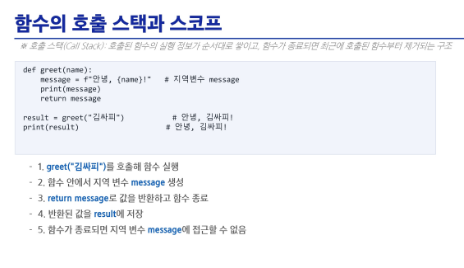 함수의 호출 스택과 스코프
※ 호출 스택(Call Stack): 호출된 함수의 실행 정보가 순서대로 쌓이고, 함수가 종료되면 최근에 호출된 함수부터 제거되는 구조
def greet(name):
    message = f"안녕, {name}!"   # 지역변수 message
    print(message)
    return message
result = greet("김싸피")           # 안녕, 김싸피!
print(result)                    # 안녕, 김싸피!
- 1. greet("김싸피")를 호출해 함수 실행
- 2. 함수 안에서 지역 변수 message 생성
- 3. return message로 값을 반환하고 함수 종료
- 4. 반환된 값을 result에 저장
- 5. 함수가 종료되면 지역 변수 message에 접근할 수 없음